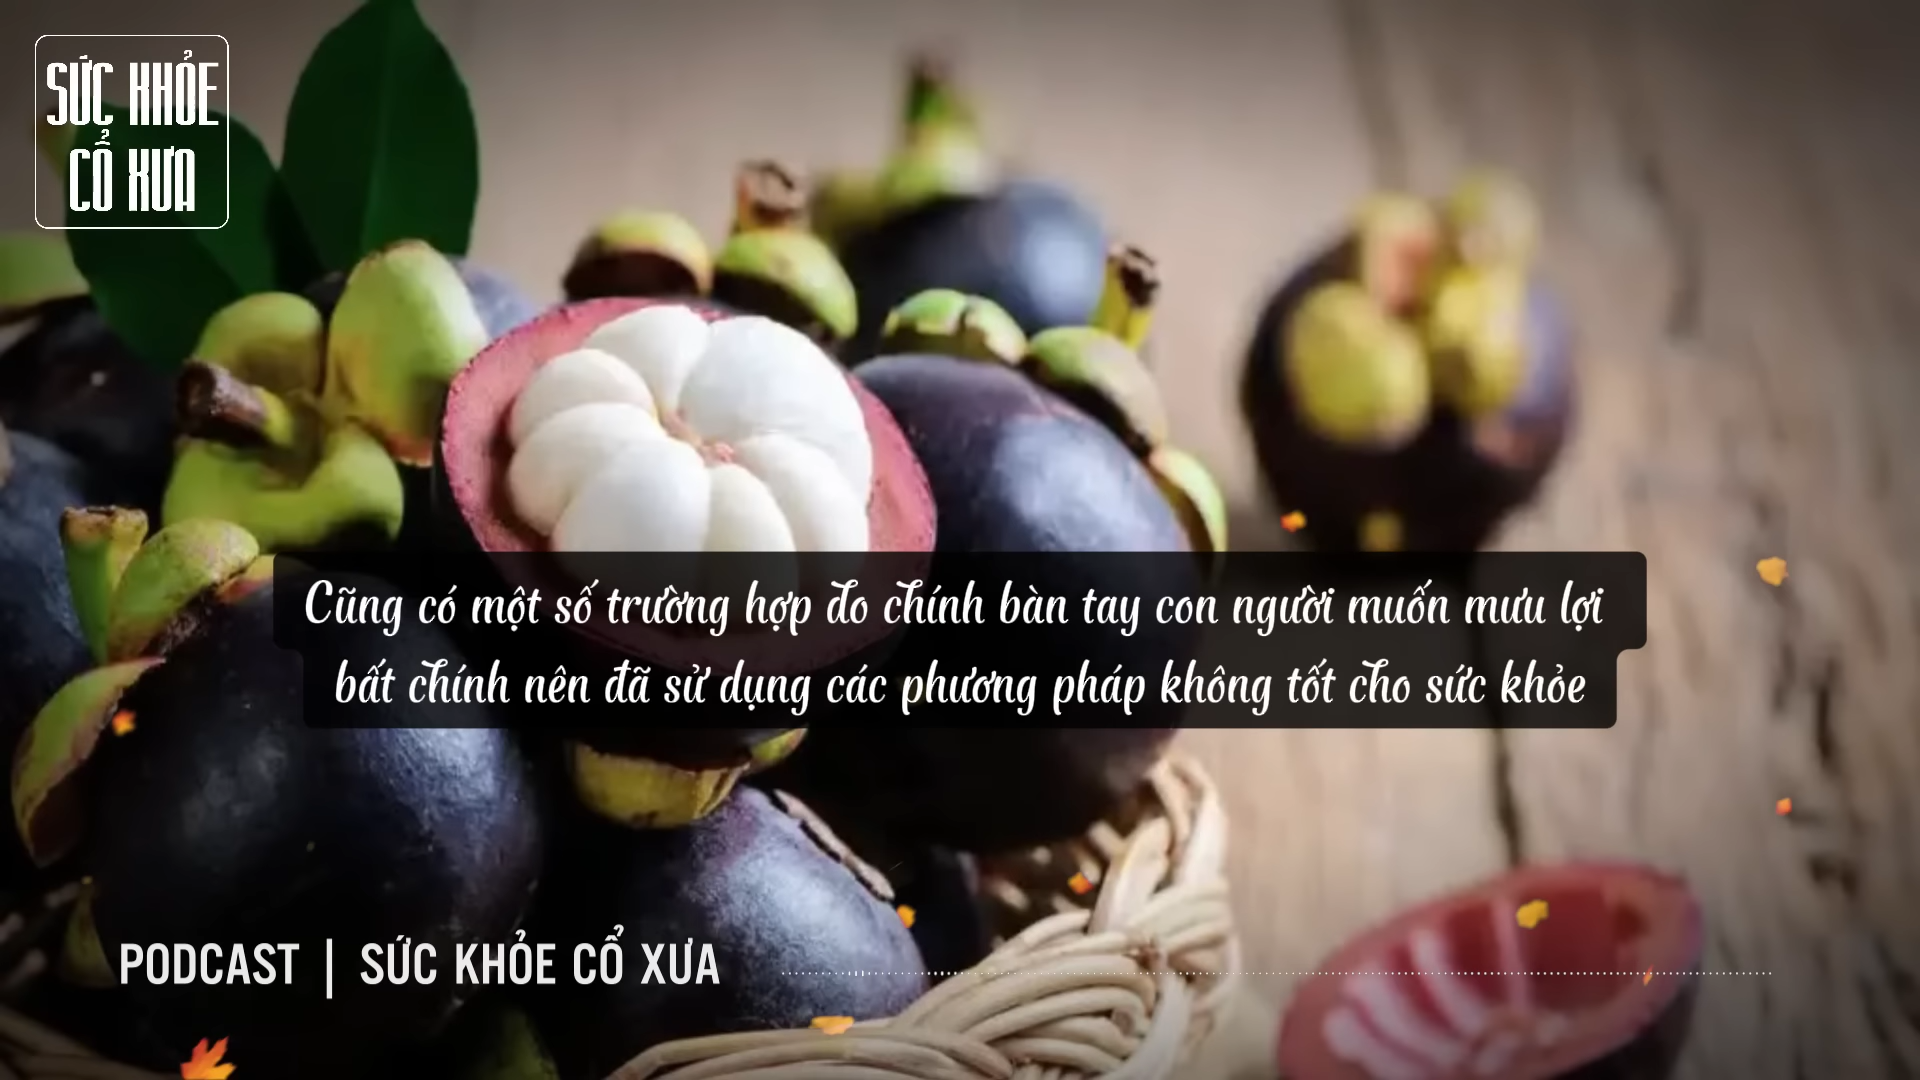 SỨC KHỎE
CỔ XƯA
Cũng có một số trường hợp do chính bàn tay con người muốn mưu lợi
bất chính nên đã sử dụng các phương pháp không tốt cho sức khỏe
PODCAST | SỨC KHỎE CỔ XƯA